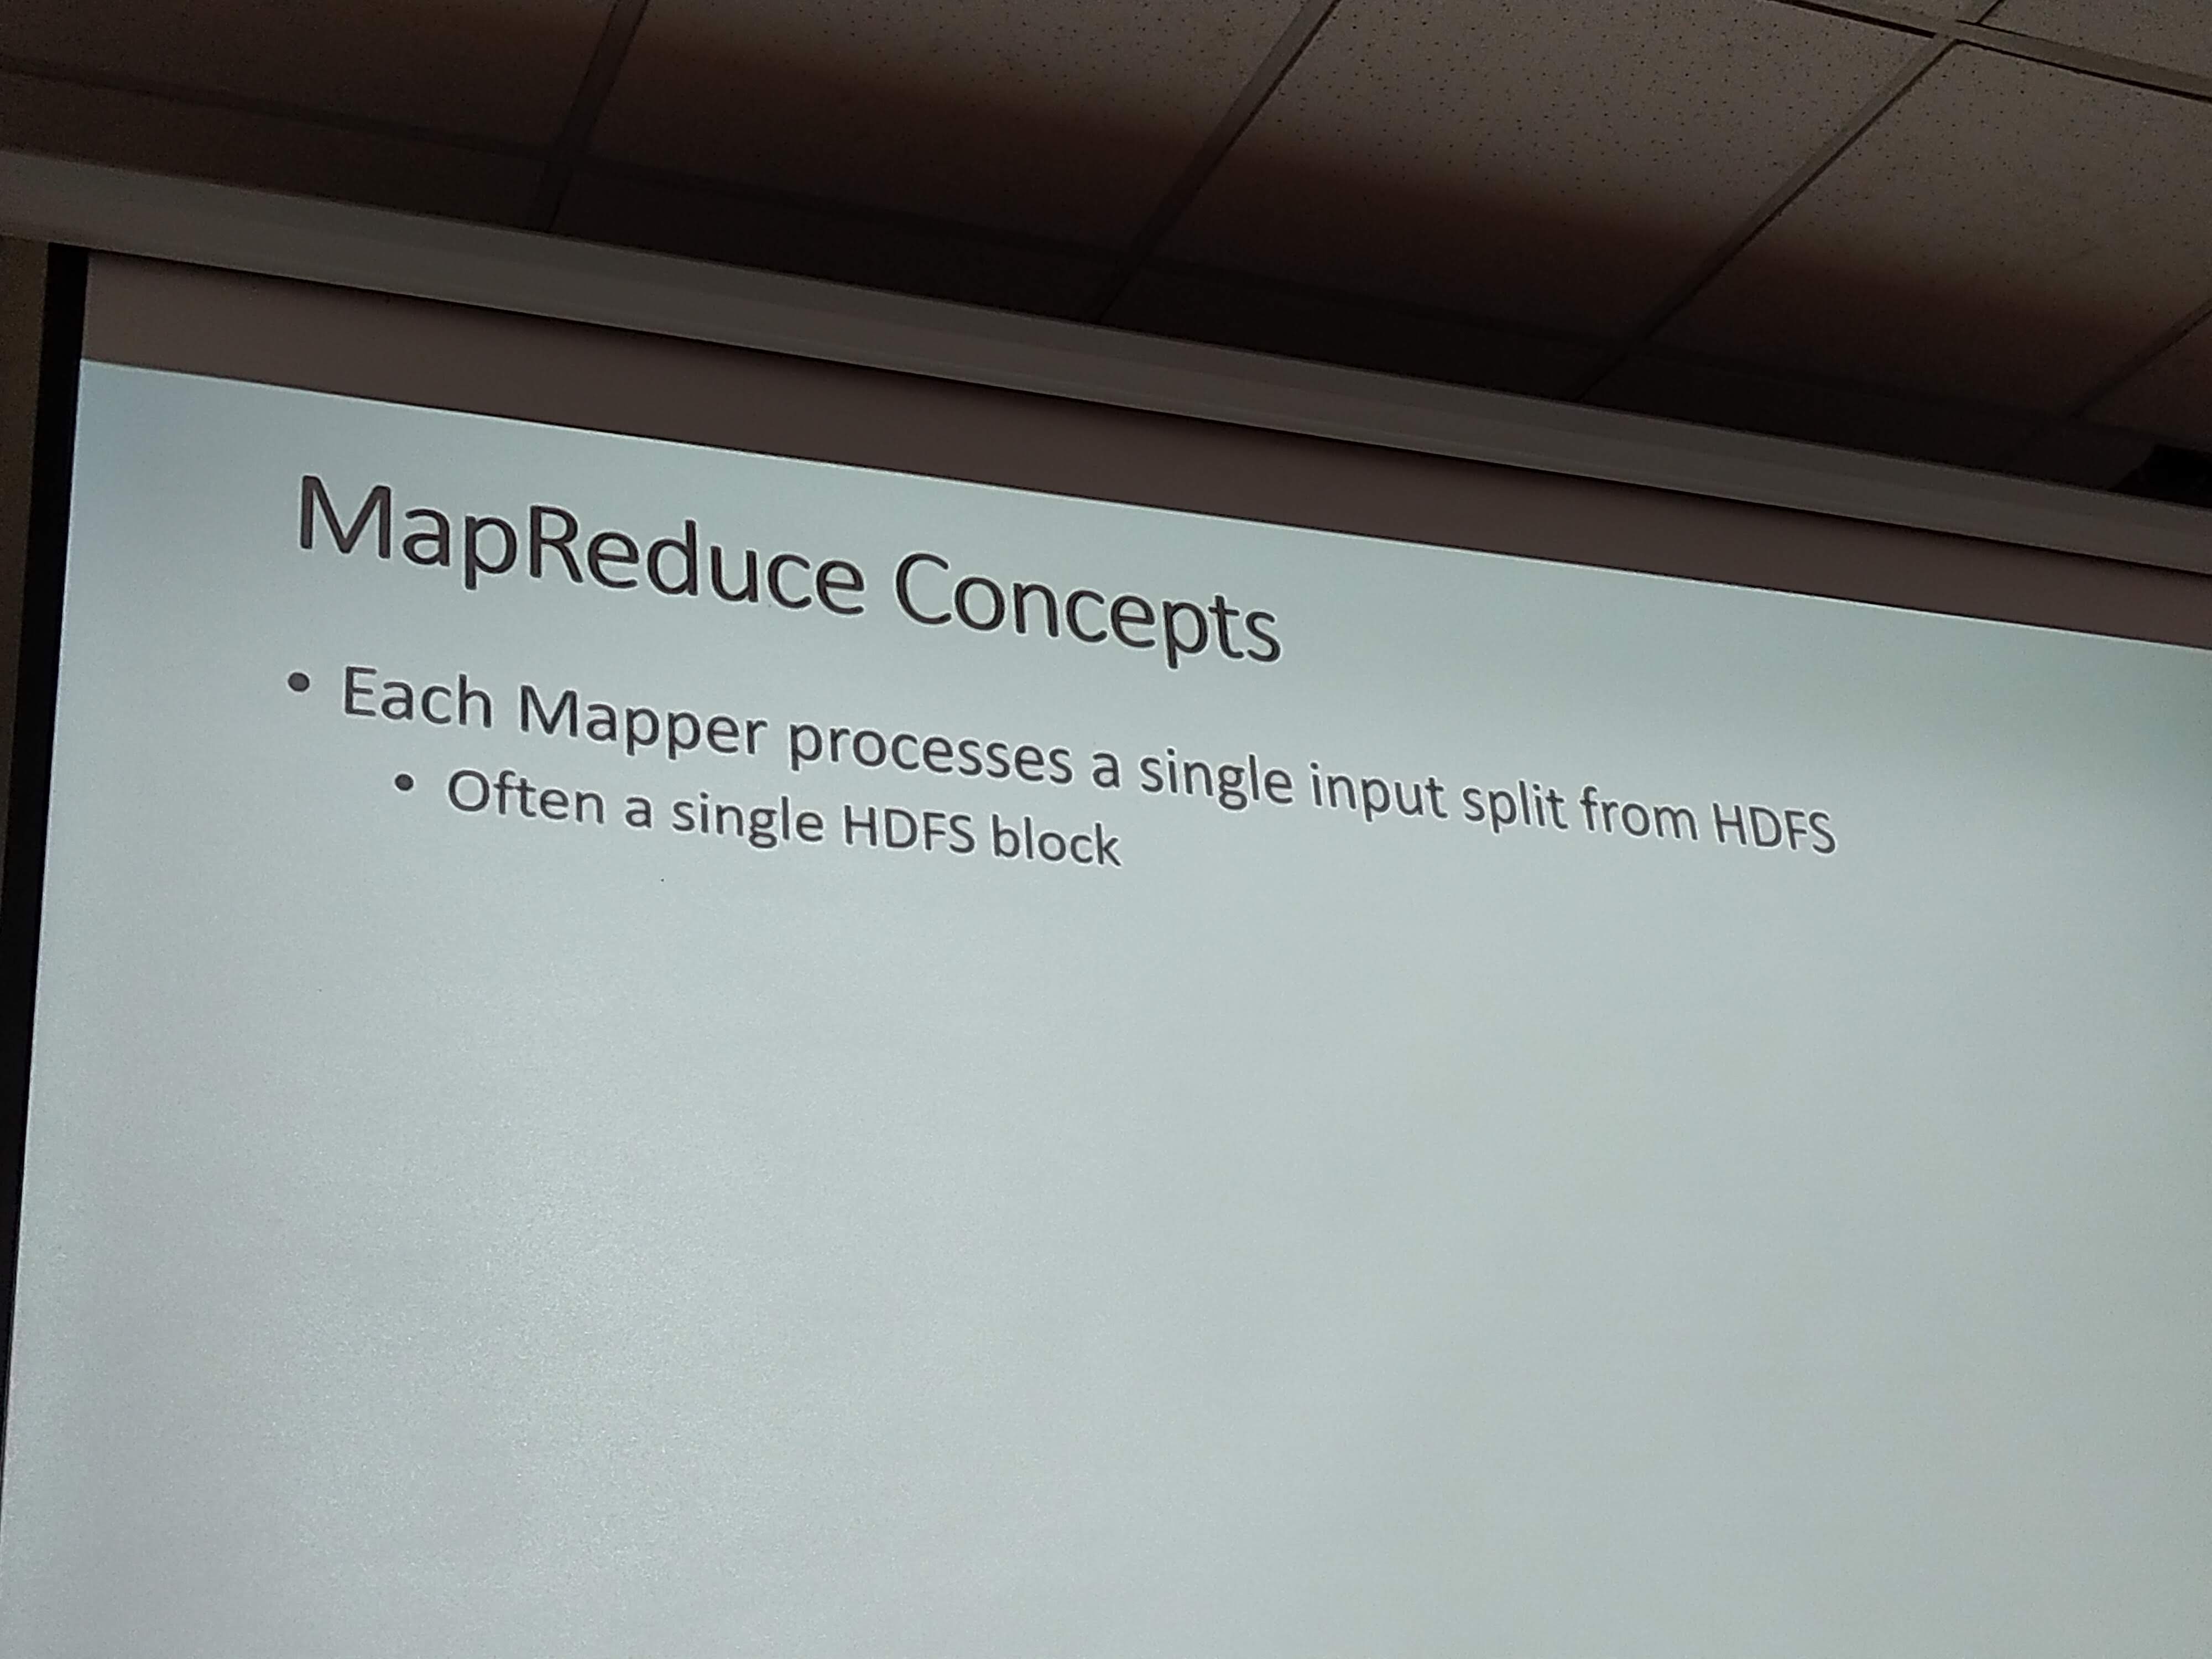 MapReduce Concepts
• Each Mapper processes a single input split from HDFS
• Often a single HDFS block